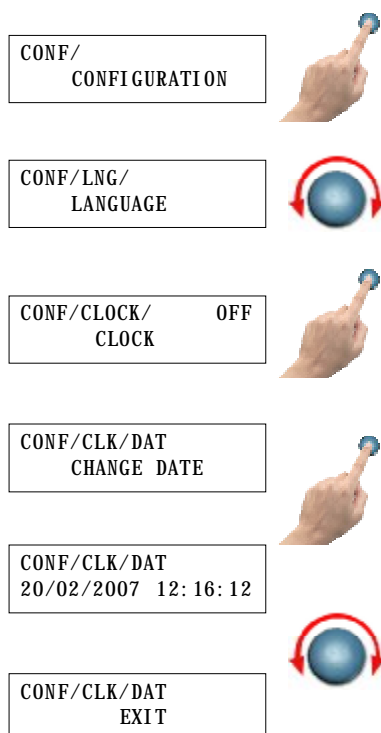 CONF/
CONFIGURATION
CONF/LNG/
LANGUAGE
CONF/CLOCK/ OFF
CLOCK
CONF/CLK/DAT
CHANGE DATE
CONF/CLK/DAT
20/02/2007 12:16:12
CONF/CLK/DAT
EXIT